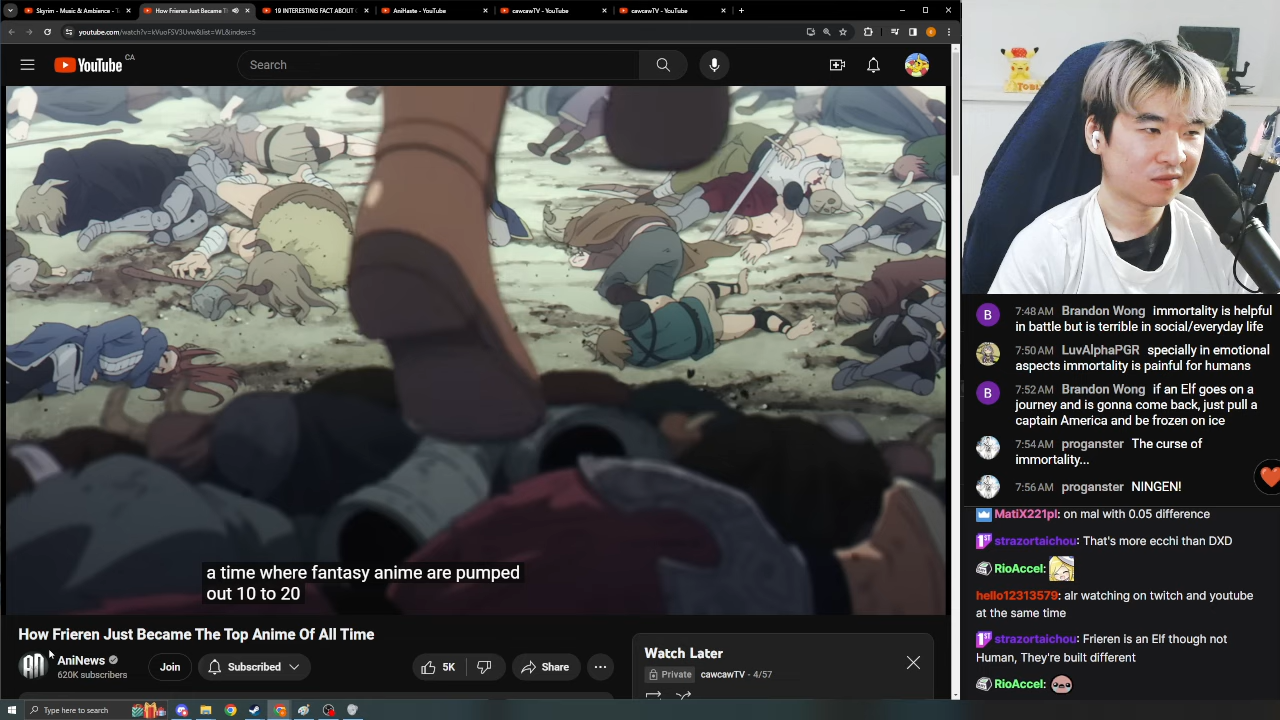 Skyrim - Music & Ambience - T
How Frieren Just Became T
19 INTERESTING FACT ABOUT
AniHaste - YouTube
cawcawTV - YouTube
cawcawTV - YouTube
youtube.com/watch?v=kVuoFSV3Uvw&list=WL&index=5
YouTube CA
Search
a time where fantasy anime are pumped
out 10 to 20
How Frieren Just Became The Top Anime Of All Time
AniNews
620K subscribers
Join
Subscribed
5K
Share
Watch Later
Private cawcawTV - 4/57
Type here to search
B 7:48 AM Brandon Wong Immortality is helpful
in battle but is terrible in social/everyday life
7:50 AM LuvAlphaPGR specially in emotional
aspects immortality is painful for humans
B 7:52 AM Brandon Wong if an Elf goes on a
journey and is gonna come back, just pull a
captain America and be frozen on ice
7:54 AM proganster The curse of
immortality...
7:56 AM proganster NINGEN!
MatiX221pl: on mal with 0.05 difference
1ST strazortaichou: That's more ecchi than DXD
RioAccel:
hello12313579: alr watching on twitch and youtube
at the same time
1ST strazortaichou: Frieren is an Elf though not
Human, They're built different
RioAccel: